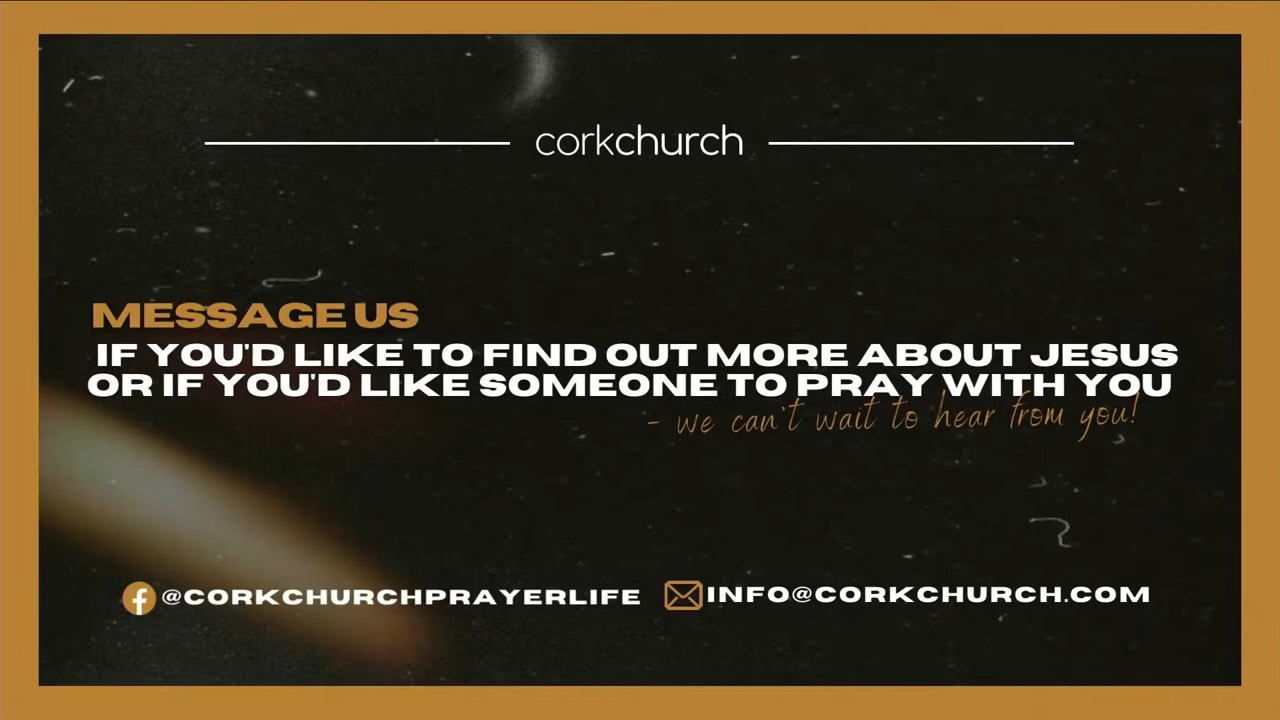 corkchurch
MESSAGE US
IF YOU'D LIKE TO FIND OUT MORE ABOUT JESUS
OR IF YOU'D LIKE SOMEONE TO PRAY WITH YOU
- we can't wait to hear from you!
@CORKCHURCHPRAYERLIFE INFO@CORKCHURCH.COM